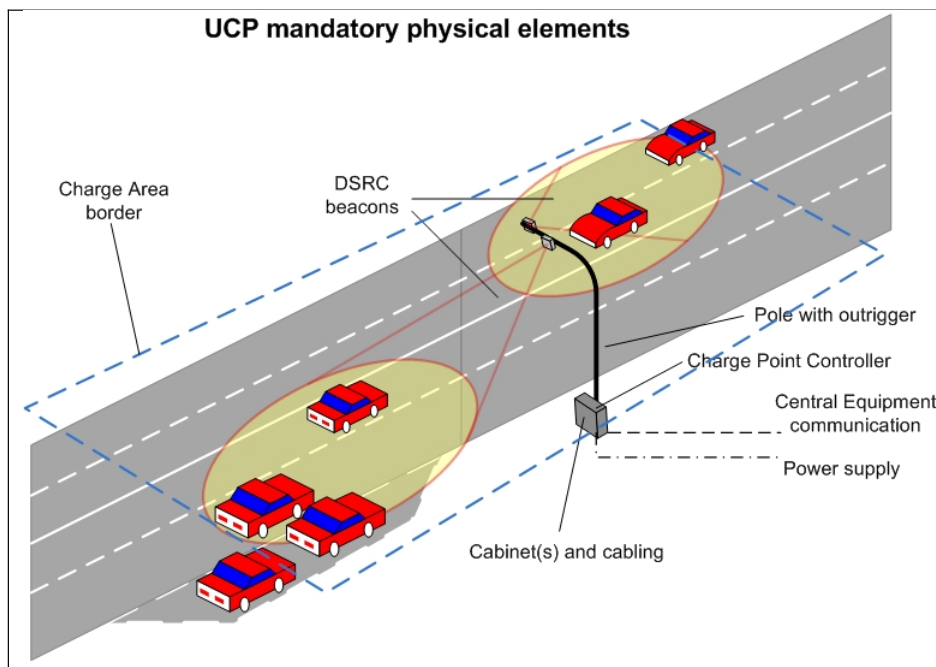 UCP mandatory physical elements
Charge Area
border
DSRC
beacons
Pole with outrigger
Charge Point Controller
Central Equipment
communication
Power supply
Cabinet(s) and cabling